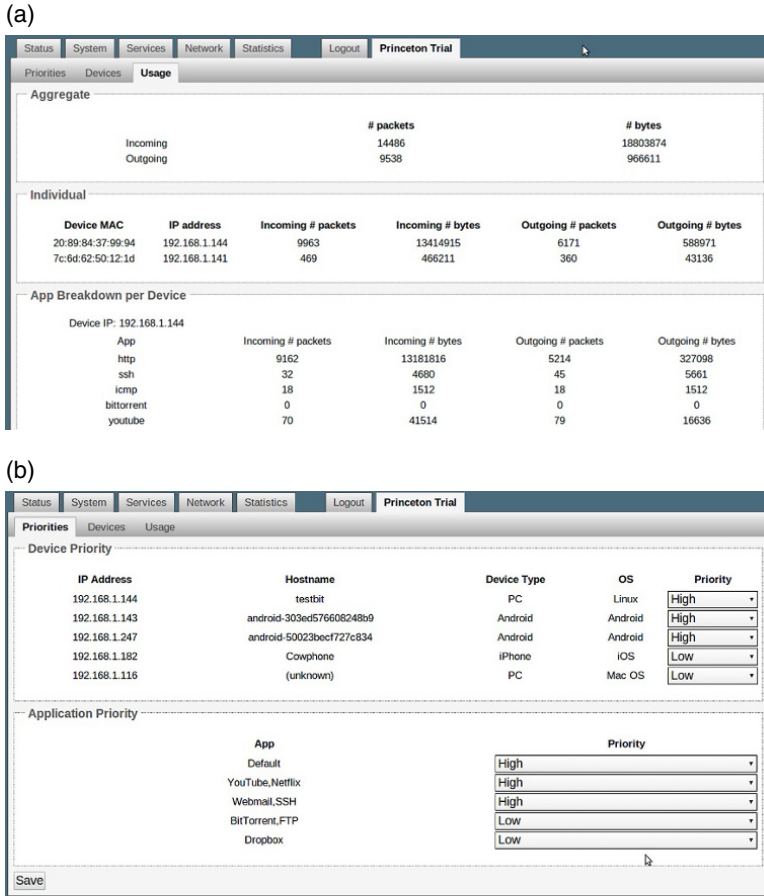 (a)
Status System Services Network Statistics Logout Princeton Trial
Priorities Devices Usage
Aggregate
# packets # bytes
Incoming 14486 18803874
Outgoing 9538 966611
Individual
Device MAC IP address Incoming # packets Incoming # bytes Outgoing # packets Outgoing # bytes
20:89:84:37:99:94 192.168.1.144 9963 13414915 6171 588971
7c:6d:62:50:12:1d 192.168.1.141 469 466211 360 43136
App Breakdown per Device
Device IP: 192.168.1.144
App Incoming # packets Incoming # bytes Outgoing # packets Outgoing # bytes
http 9162 13181816 5214 327098
ssh 32 4680 45 5661
icmp 18 1512 18 1512
bittorrent 0 0 0 0
youtube 70 41514 79 16636
(b)
Status System Services Network Statistics Logout Princeton Trial
Priorities Devices Usage
Device Priority
IP Address Hostname Device Type OS Priority
192.168.1.144 testbit PC Linux High
192.168.1.143 android-303ed576608248b9 Android Android High
192.168.1.247 android-50023becf727c834 Android Android High
192.168.1.182 Cowphone iPhone iOS Low
192.168.1.116 (unknown) PC Mac OS Low
Application Priority
App Priority
Default High
YouTube,Netflix High
Webmail,SSH High
BitTorrent,FTP Low
Dropbox Low
Save